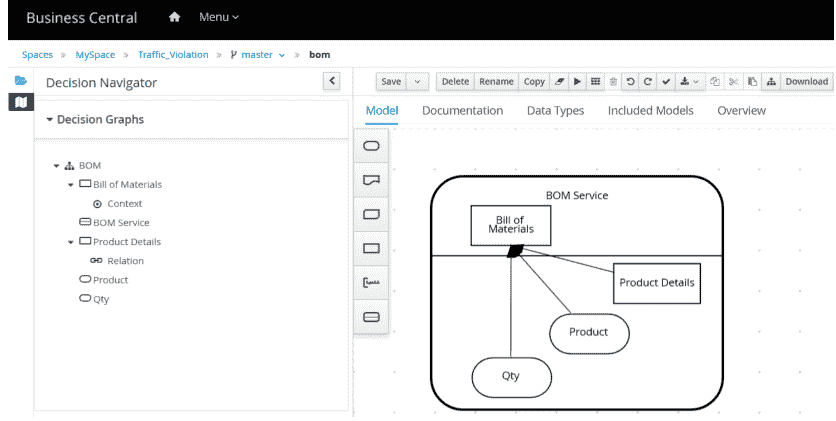 Business Central Menu
Spaces » MySpace » Traffic_Violation » master » bom
Decision Navigator
Save Delete Rename Copy Download
Model Documentation Data Types Included Models Overview
Decision Graphs
BOM
Bill of Materials
Context
BOM Service
Product Details
Relation
Product
Qty
BOM Service
Bill of
Materials
Product Details
Product
Qty